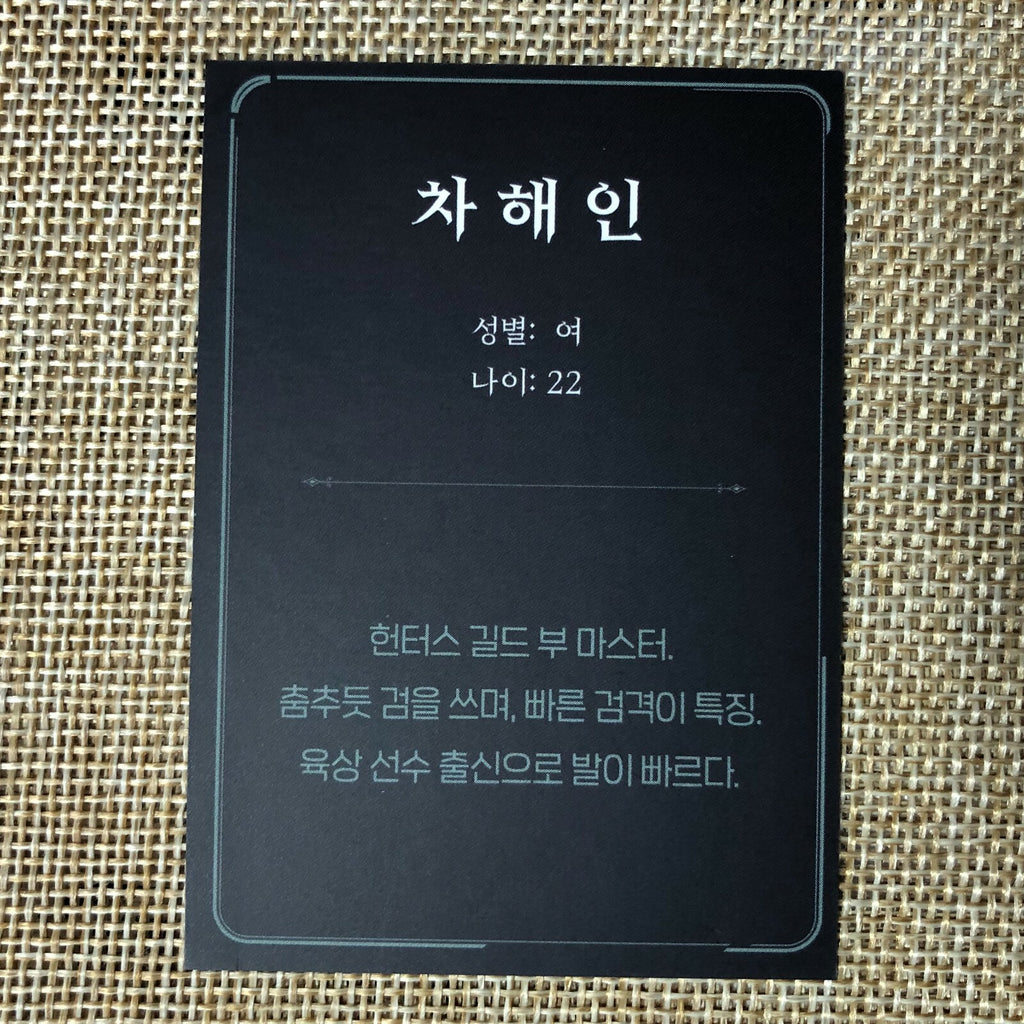 차해인
성별: 여
나이: 22
헌터스 길드 부 마스터.
춤추듯 검을 쓰며, 빠른 검격이 특징.
육상 선수 출신으로 발이 빠르다.